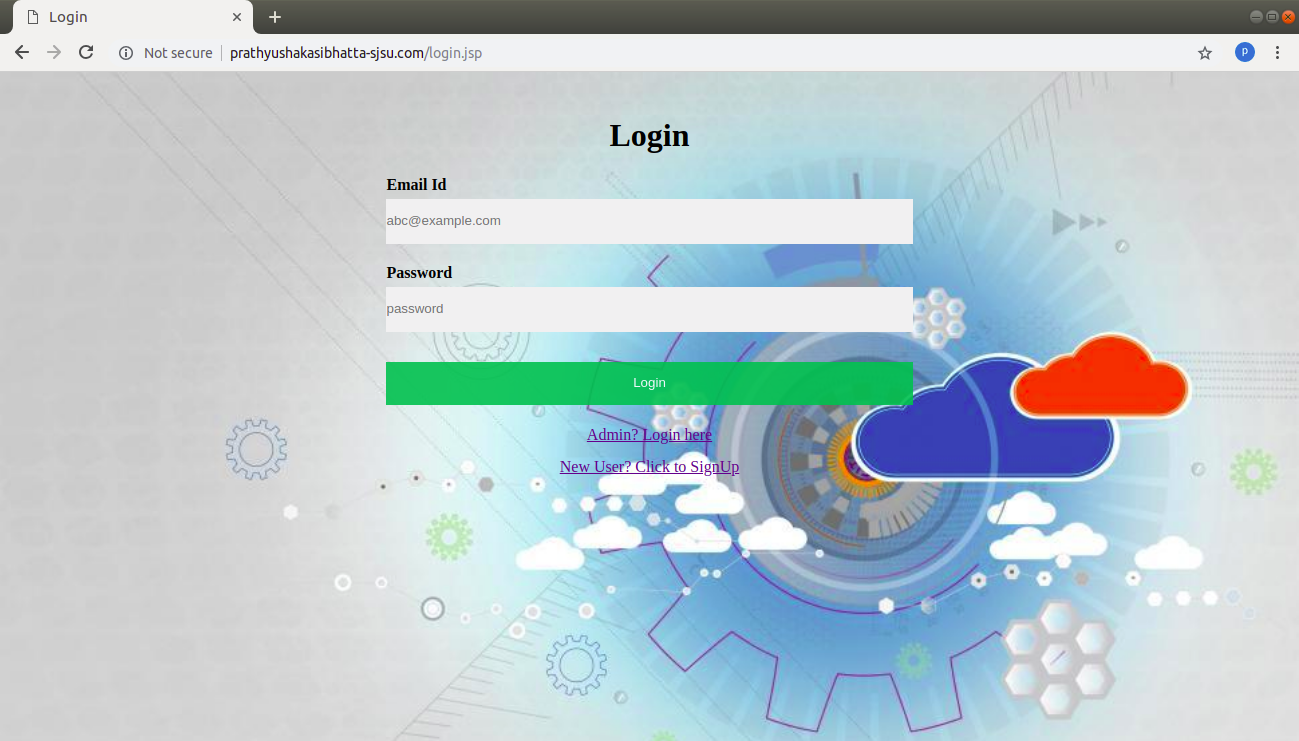 Login
Not secure
prathyushakasibhatta-sjsu.com/login.jsp
p
Login
Email Id
abc@example.com
Password
password
Login
Admin? Login here
New User? Click to SignUp